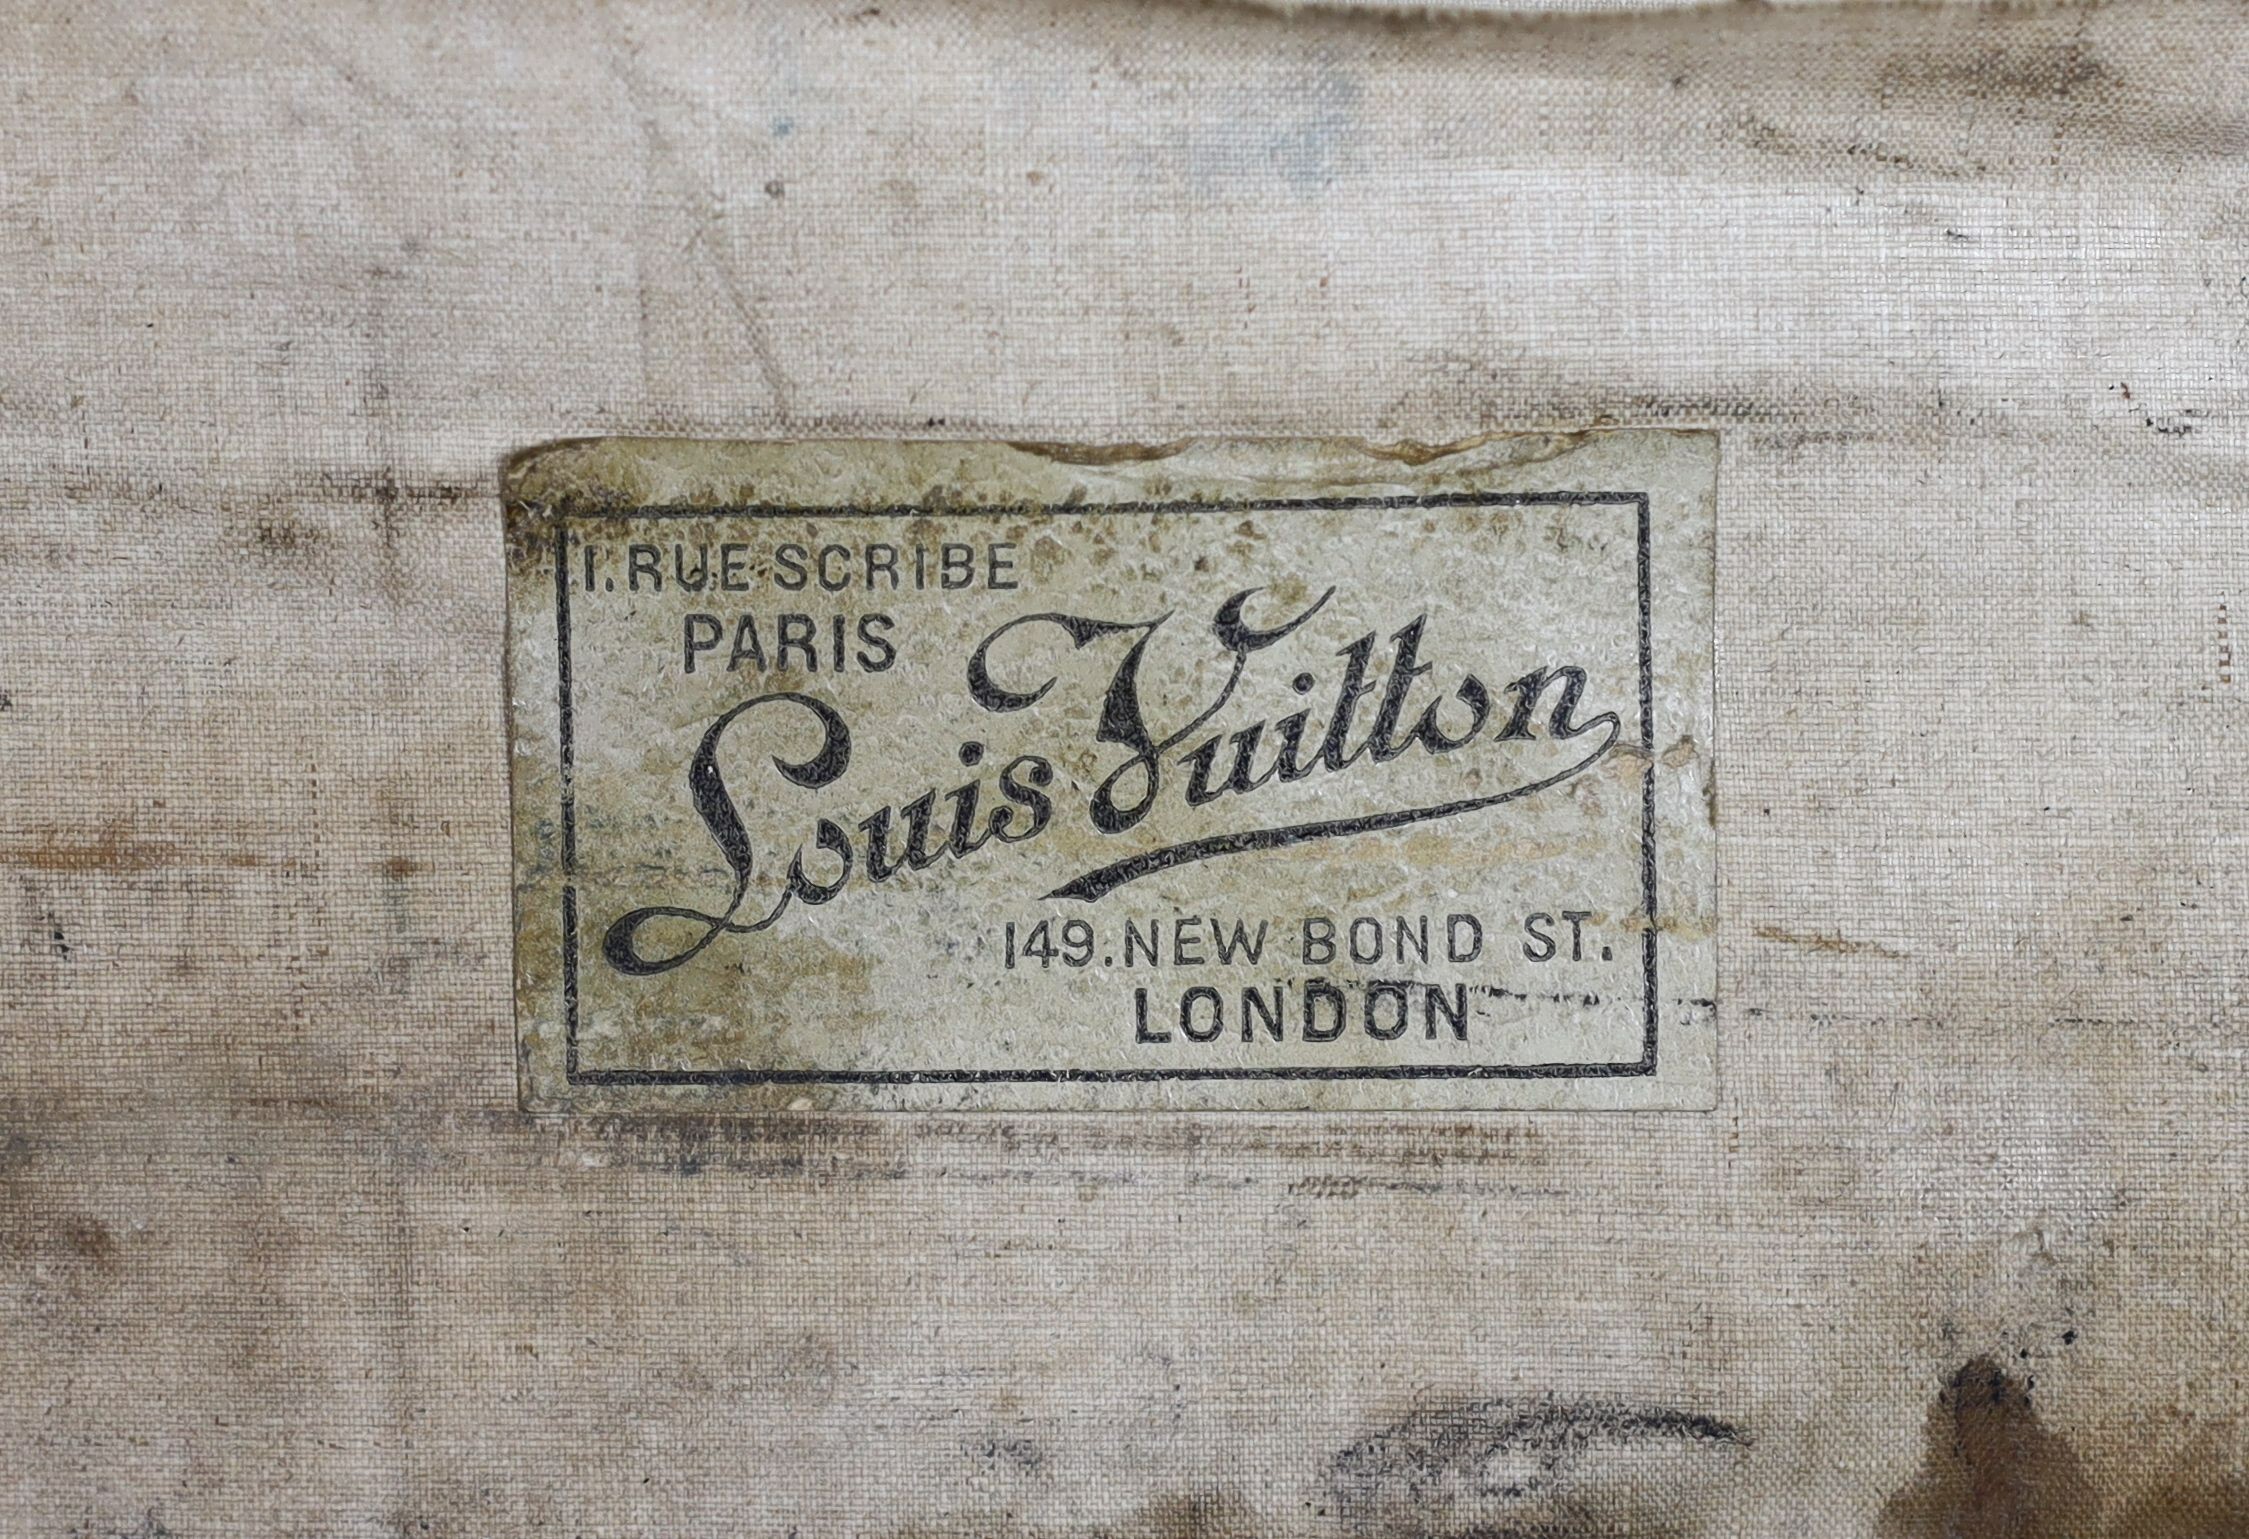 1. RUE SCRIBE
PARIS
Louis Vuitton
149. NEW BOND ST.
LONDON